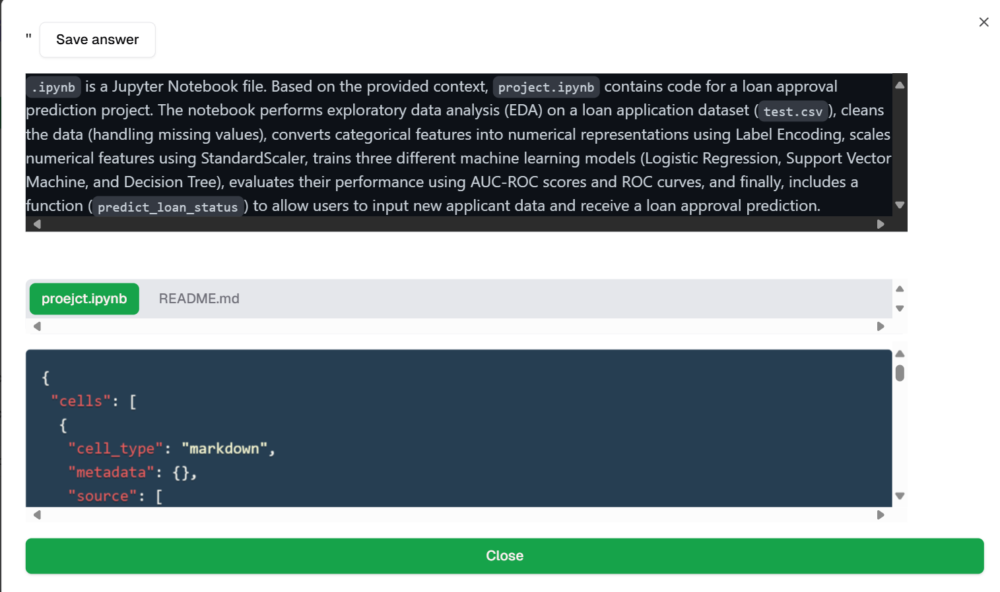 " Save answer
.ipynb is a Jupyter Notebook file. Based on the provided context, project.ipynb contains code for a loan approval
prediction project. The notebook performs exploratory data analysis (EDA) on a loan application dataset (test.csv), cleans
the data (handling missing values), converts categorical features into numerical representations using Label Encoding, scales
numerical features using StandardScaler, trains three different machine learning models (Logistic Regression, Support Vector
Machine, and Decision Tree), evaluates their performance using AUC-ROC scores and ROC curves, and finally, includes a
function (predict_loan_status) to allow users to input new applicant data and receive a loan approval prediction.
proejct.ipynb README.md
{
"cells": [
{
"cell_type": "markdown",
"metadata": {},
"source": [
Close